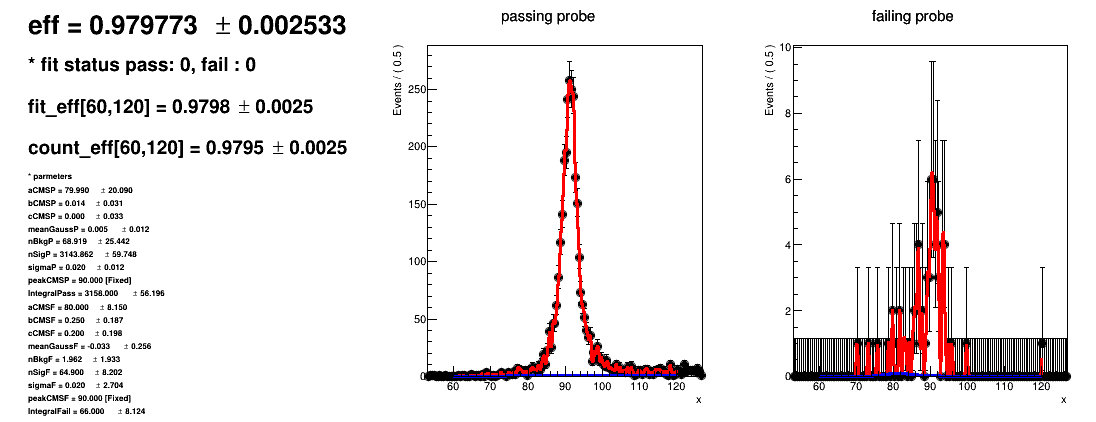 eff = 0.979773 ± 0.002533
* fit status pass: 0, fail : 0
fit_eff[60,120] = 0.9798 ± 0.0025
count_eff[60,120] = 0.9795 ± 0.0025
* parmeters
aCMSP = 79.990 ± 20.090
bCMSP = 0.014 ± 0.031
cCMSP = 0.000 ± 0.033
meanGaussP = 0.005 ± 0.012
nBkgP = 68.919 ± 25.442
nSigP = 3143.862 ± 59.748
sigmaP = 0.020 ± 0.012
peakCMSP = 90.000 [Fixed]
IntegralPass = 3158.000 ± 56.196
aCMSF = 80.000 ± 8.150
bCMSF = 0.250 ± 0.187
cCMSF = 0.200 ± 0.198
meanGaussF = -0.033 ± 0.256
nBkgF = 1.962 ± 1.933
nSigF = 64.900 ± 8.202
sigmaF = 0.020 ± 2.704
peakCMSF = 90.000 [Fixed]
IntegralFail = 66.000 ± 8.124
passing probe
Events / ( 0.5 )
250
200
150
100
50
0
60 70 80 90 100 110 120
x
failing probe
Events / ( 0.5 )
10
8
6
4
2
0
60 70 80 90 100 110 120
x